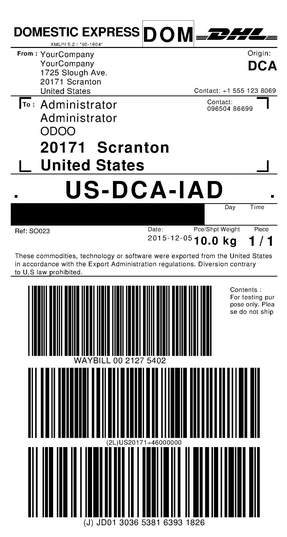 DOMESTIC EXPRESS DOM DHL
XMLPI 5.2 / *30-1604*
From : YourCompany
YourCompany
1725 Slough Ave.
20171 Scranton
United States
Origin:
DCA
Contact: +1 555 123 8069
To : Administrator
Administrator
ODOO
20171 Scranton
United States
Contact:
096504 86699
. US-DCA-IAD .
Day Time
Ref: SO023
Date:
2015-12-05
Pce/Shpt Weight
10.0 kg
Piece
1 / 1
These commodities, technology or software were exported from the United States
in accordance with the Export Administration regulations. Diversion contrary
to U.S law prohibited.
Contents :
For testing pur
pose only. Plea
se do not ship
WAYBILL 00 2127 5402
(2L)US20171+46000000
(J) JD01 3036 5381 6393 1826